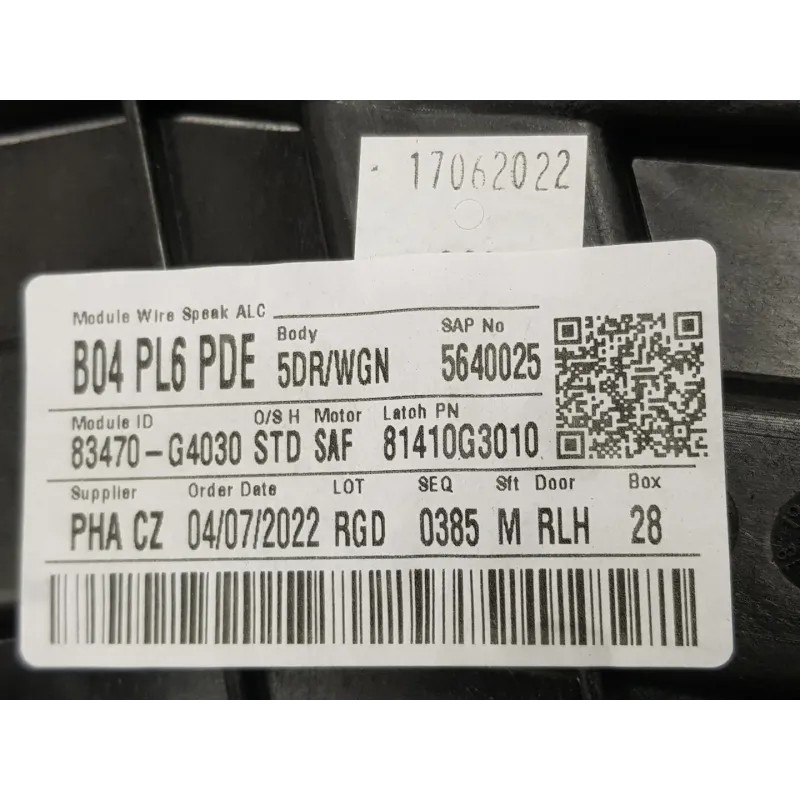 17062022
Module Wire Speak ALC
Body SAP No
B04 PL6 PDE 5DR/WGN 5640025
Module ID O/S H Motor Latoh PN
83470-G4030 STD SAF 81410G3010
Supplier Order Date LOT SEQ Sft Door Box
PHA CZ 04/07/2022 RGD 0385 M RLH 28